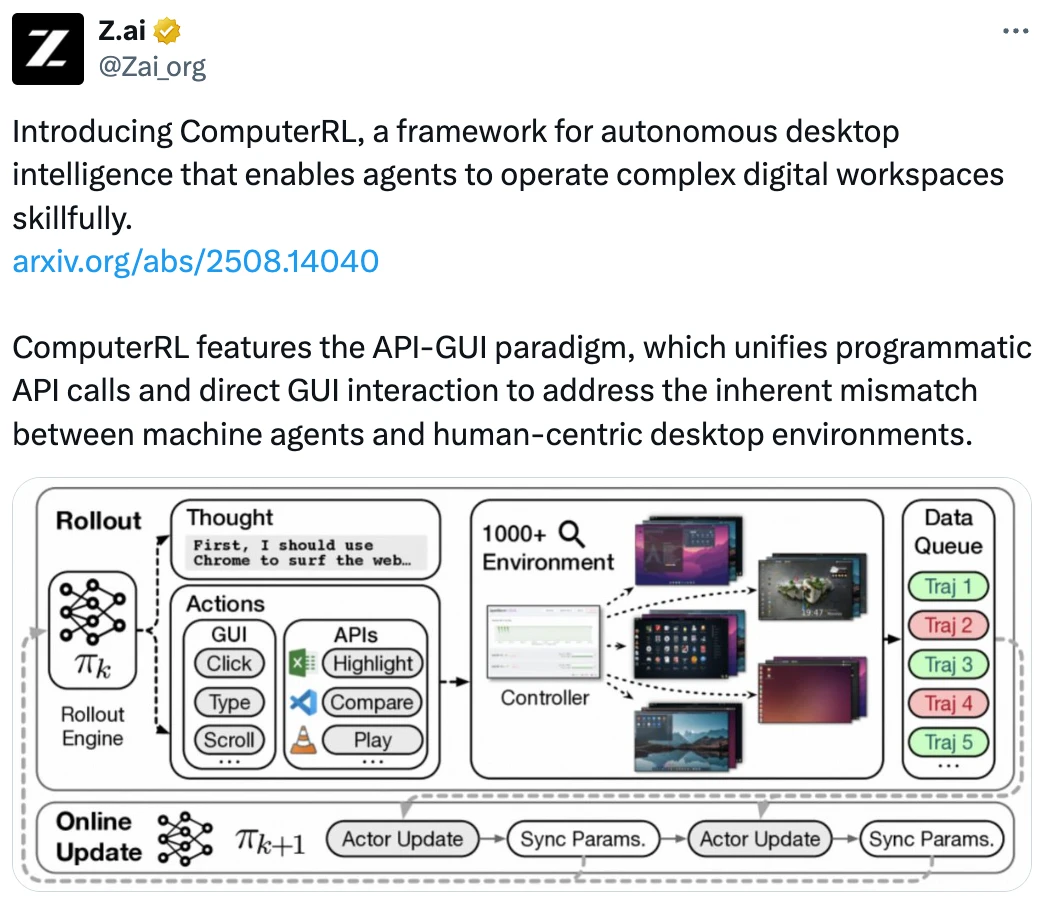 Z.ai
@Zai_org
Introducing ComputerRL, a framework for autonomous desktop
intelligence that enables agents to operate complex digital workspaces
skillfully.
arxiv.org/abs/2508.14040
ComputerRL features the API-GUI paradigm, which unifies programmatic
API calls and direct GUI interaction to address the inherent mismatch
between machine agents and human-centric desktop environments.
Rollout
πk
Rollout
Engine
Thought
First, I should use
Chrome to surf the web…
Actions
GUI
Click
Type
Scroll
...
APIs
Highlight
Compare
Play
...
1000+
Environment
Controller
19:47
Data
Queue
Traj 1
Traj 2
Traj 3
Traj 4
Traj 5
...
Online
Update
πk+1
Actor Update
Sync Params.
Actor Update
Sync Params.